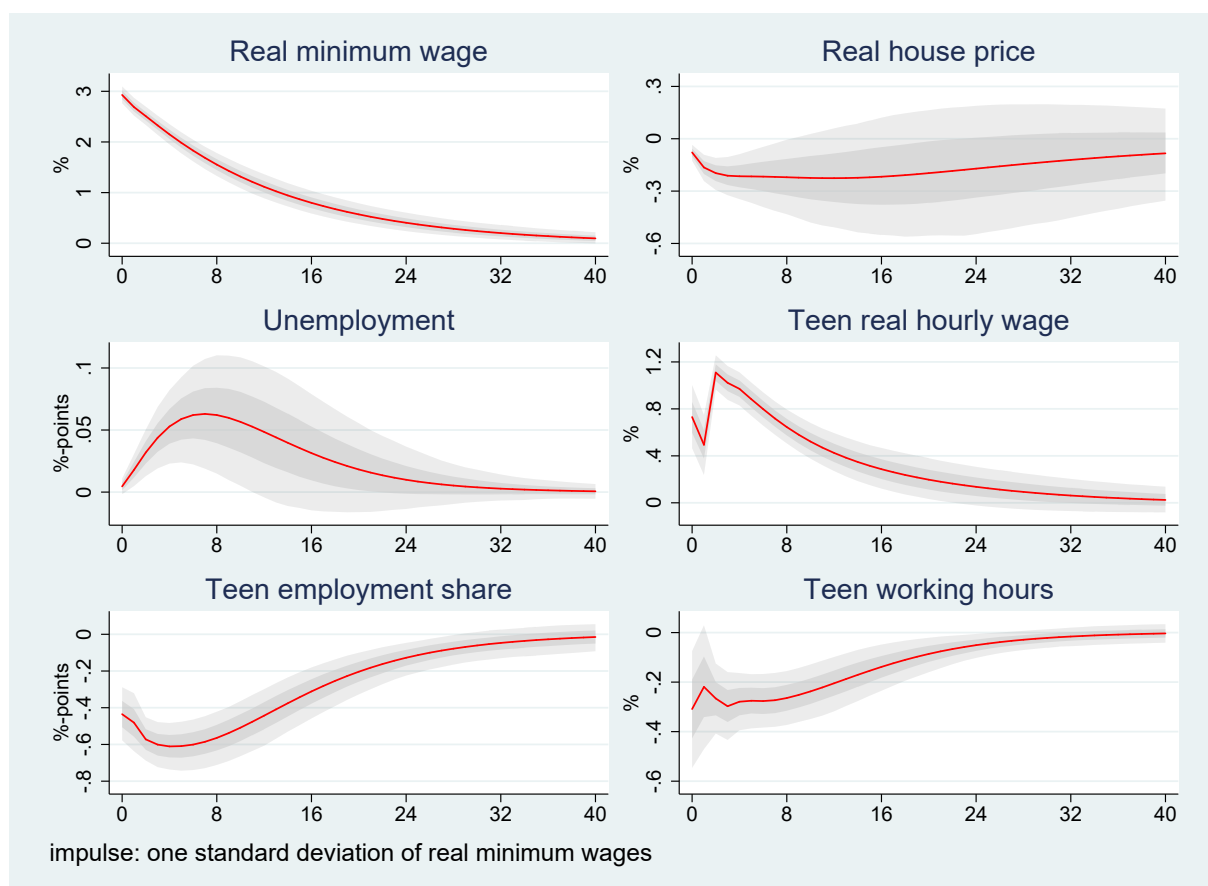 Real minimum wage
%
3
2
1
0
0 8 16 24 32 40
Real house price
%
.3
0
-.3
-.6
0 8 16 24 32 40
Unemployment
%-points
.1
.05
0
0 8 16 24 32 40
Teen real hourly wage
%
1.2
.8
.4
0
0 8 16 24 32 40
Teen employment share
%-points
0
-.2
-.4
-.6
-.8
0 8 16 24 32 40
Teen working hours
%
0
-.2
-.4
-.6
0 8 16 24 32 40
impulse: one standard deviation of real minimum wages